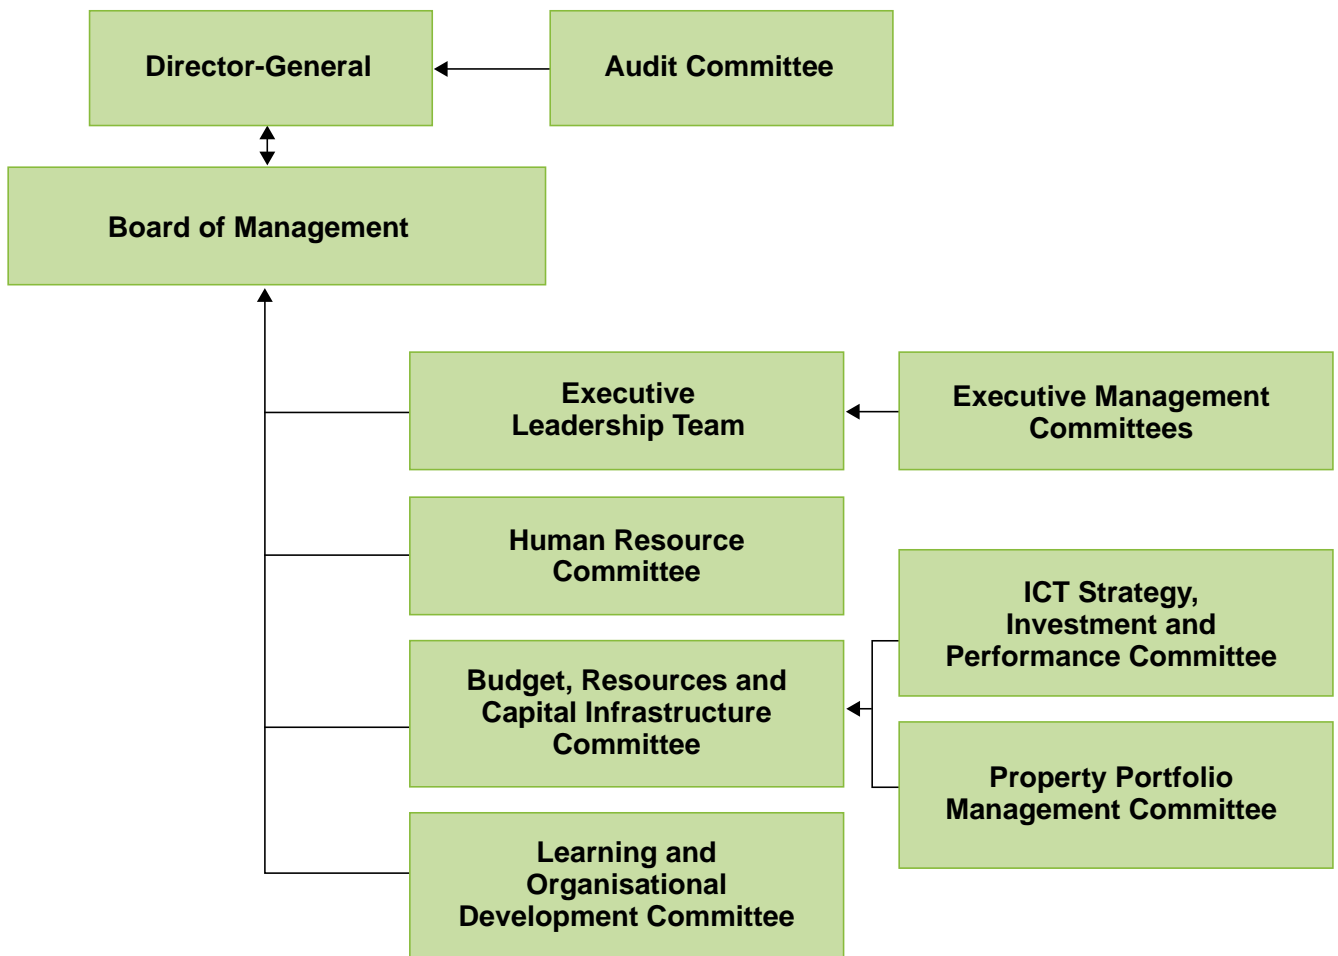 Director-General
Audit Committee
Board of Management
Executive
Leadership Team
Executive Management
Committees
Human Resource
Committee
ICT Strategy,
Investment and
Performance Committee
Budget, Resources and
Capital Infrastructure
Committee
Property Portfolio
Management Committee
Learning and
Organisational
Development Committee